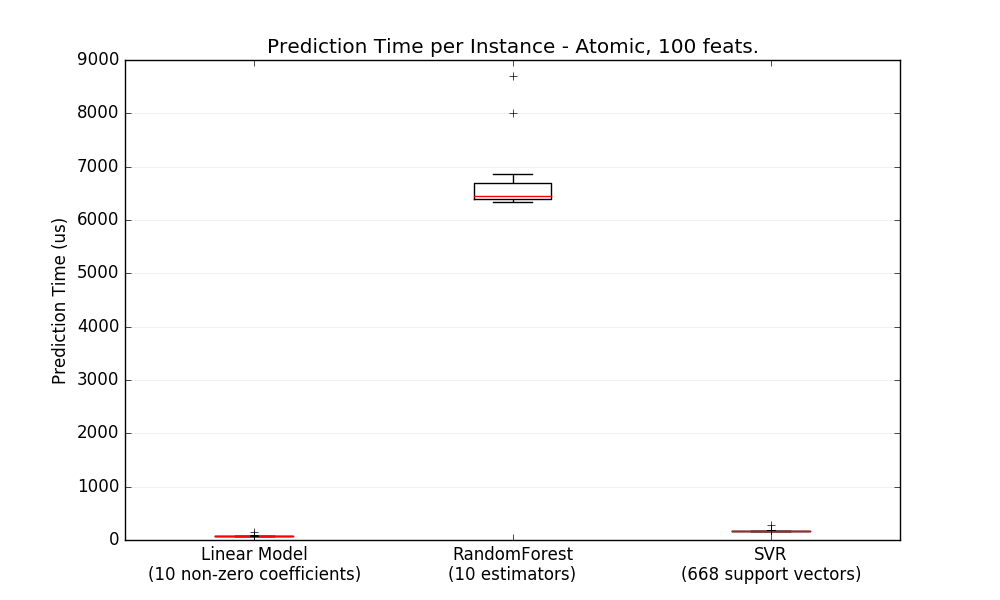 Prediction Time per Instance - Atomic, 100 feats.
9000
8000
7000
6000
5000
4000
3000
2000
1000
0
Prediction Time (us)
Linear Model
(10 non-zero coefficients)
RandomForest
(10 estimators)
SVR
(668 support vectors)